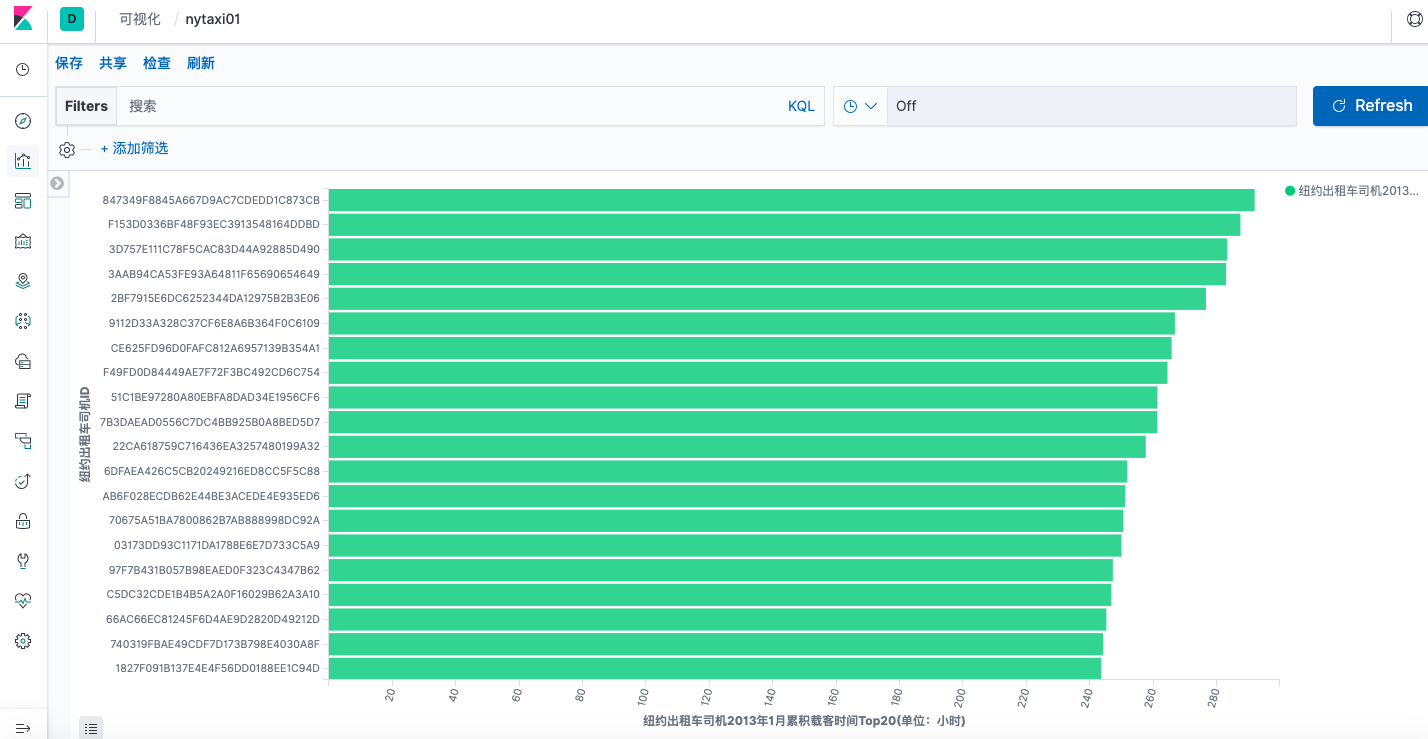 D 可视化 / nytaxi01
保存 共享 检查 刷新
Filters 搜索 KQL Off Refresh
+ 添加筛选
847349F8845A667D9AC7CDEDD1C873CB
F153D0336BF48F93EC3913548164DDBD
3D757E111C78F5CAC83D44A92885D490
3AAB94CA53FE93A64811F65690654649
2BF7915E6DC6252344DA12975B2B3E06
9112D33A328C37CF6E8A6B364F0C6109
CE625FD96D0FAFC812A6957139B354A1
F49FD0D84449AE7F72F3BC492CD6C754
51C1BE97280A80EBFA8DAD34E1956CF6
7B3DAEAD0556C7DC4BB925B0A8BED5D7
22CA618759C716436EA3257480199A32
6DFAEA426C5CB20249216ED8CC5F5C88
AB6F028ECDB62E44BE3ACEDE4E935ED6
70675A51BA7800862B7AB888998DC92A
03173DD93C1171DA1788E6E7D733C5A9
97F7B431B057B98EAED0F323C4347B62
C5DC32CDE1B4B5A2A0F16029B62A3A10
66AC66EC81245F6D4AE9D2820D49212D
740319FBAE49CDF7D173B798E4030A8F
1827F091B137E4E4F56DD0188EE1C94D
纽约出租车司机ID
20 40 60 80 100 120 140 160 180 200 220 240 260 280
纽约出租车司机2013年1月累积载客时间Top20(单位：小时)
纽约出租车司机2013...